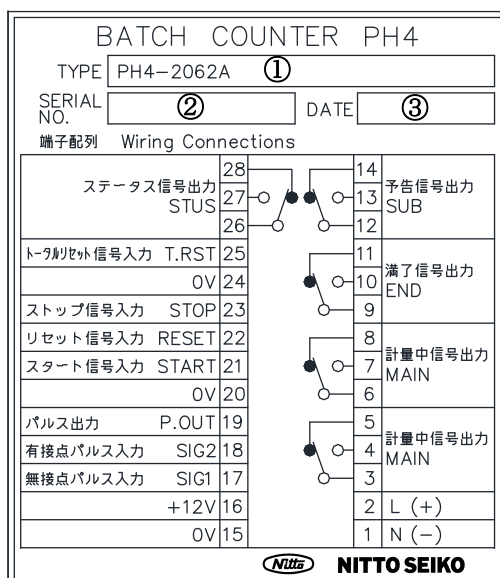 BATCH COUNTER PH4
TYPE PH4-2062A ①
SERIAL NO. ② DATE ③
端子配列 Wiring Connections
28 14
ステータス信号出力 STUS 27 13 予告信号出力 SUB
26 12
トータルリセット信号入力 T.RST 25 11
0V 24 10 満了信号出力 END
ストップ信号入力 STOP 23 9
リセット信号入力 RESET 22 8
スタート信号入力 START 21 7 計量中信号出力 MAIN
0V 20 6
パルス出力 P.OUT 19 5
有接点パルス入力 SIG2 18 4 計量中信号出力 MAIN
無接点パルス入力 SIG1 17 3
+12V 16 2 L (+)
0V 15 1 N (−)
Nitto NITTO SEIKO